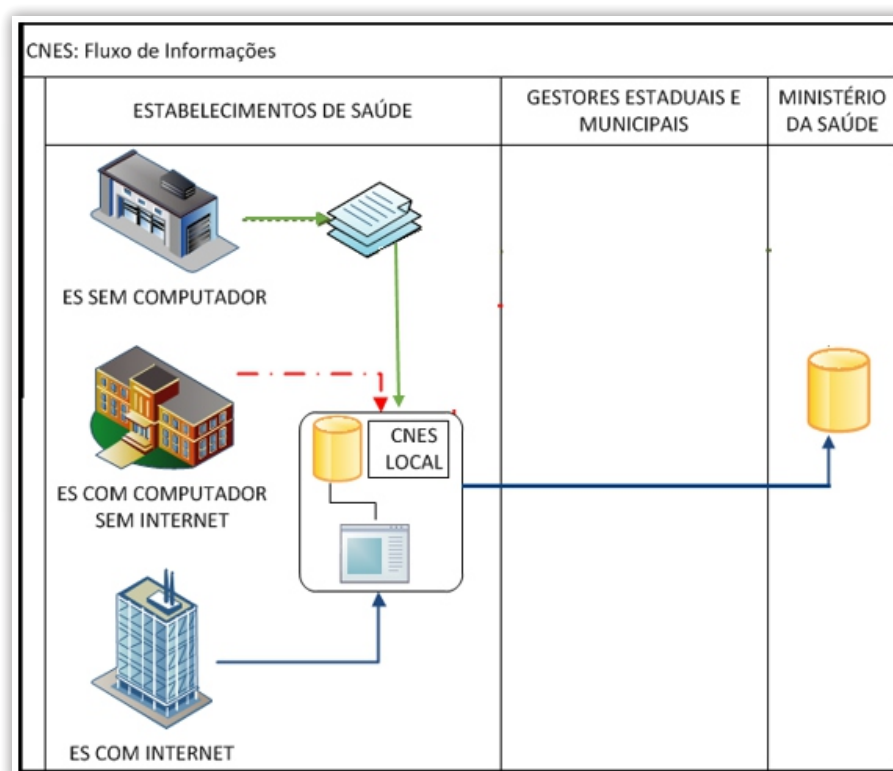 CNES: Fluxo de Informações
ESTABELECIMENTOS DE SAÚDE
GESTORES ESTADUAIS E
MUNICIPAIS
MINISTÉRIO
DA SAÚDE
ES SEM COMPUTADOR
ES COM COMPUTADOR
SEM INTERNET
CNES
LOCAL
ES COM INTERNET